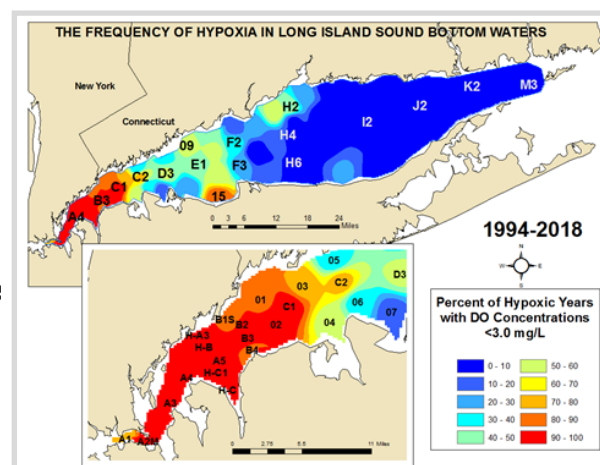 THE FREQUENCY OF HYPOXIA IN LONG ISLAND SOUND BOTTOM WATERS
New York
Connecticut
K2
M3
J2
H2
I2
H4
H6
F2
F3
09
E1
D3
C2
C1
B3
A4
15
0 3 6 12 18 24
Miles
1994-2018
N
W E
S
05
D3
C2
03
01
C1
06
07
04
02
B1S
B2
B3
B4
H-A3
H-B
A5
H-C1
A4
H-C
A3
A1
A2M
0 2.75 5.5 11 Miles
Percent of Hypoxic Years
with DO Concentrations
<3.0 mg/L
0 - 10
10 - 20
20 - 30
30 - 40
40 - 50
50 - 60
60 - 70
70 - 80
80 - 90
90 - 100